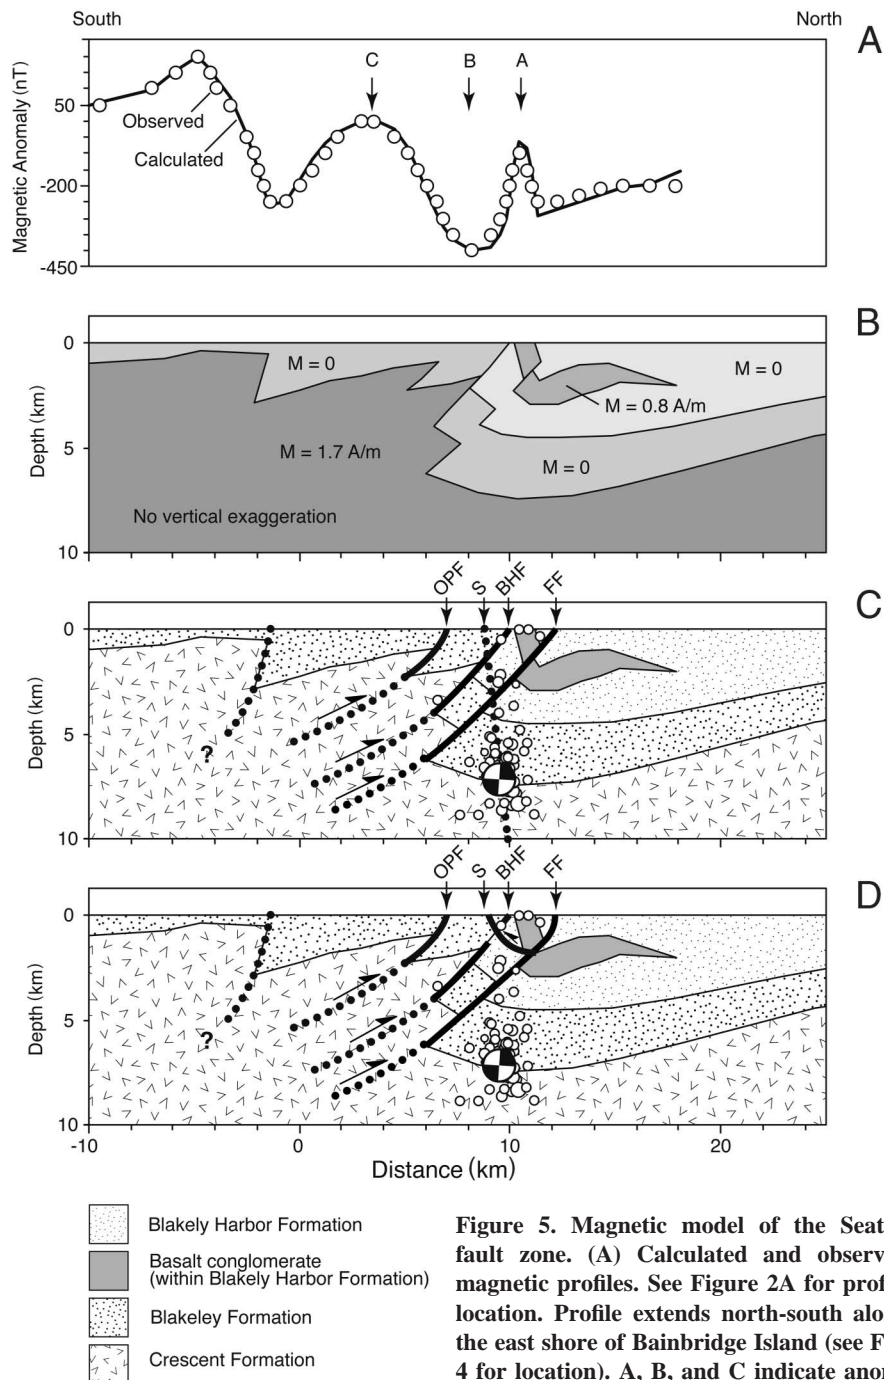 South
North
A
C
B
A
Magnetic Anomaly (nT)
50
-200
-450
Observed
Calculated
B
Depth (km)
0
5
10
M = 0
M = 0
M = 0.8 A/m
M = 1.7 A/m
M = 0
No vertical exaggeration
C
OPF
S
BHF
FF
Depth (km)
0
5
10
?
D
OPF
S
BHF
FF
Depth (km)
0
5
10
?
-10
0
10
20
Distance (km)
Blakely Harbor Formation
Basalt conglomerate
(within Blakely Harbor Formation)
Blakeley Formation
Crescent Formation
Figure 5. Magnetic model of the Seat
fault zone. (A) Calculated and observ
magnetic profiles. See Figure 2A for prof
location. Profile extends north-south alo
the east shore of Bainbridge Island (see F
4 for location). A, B, and C indicate anor